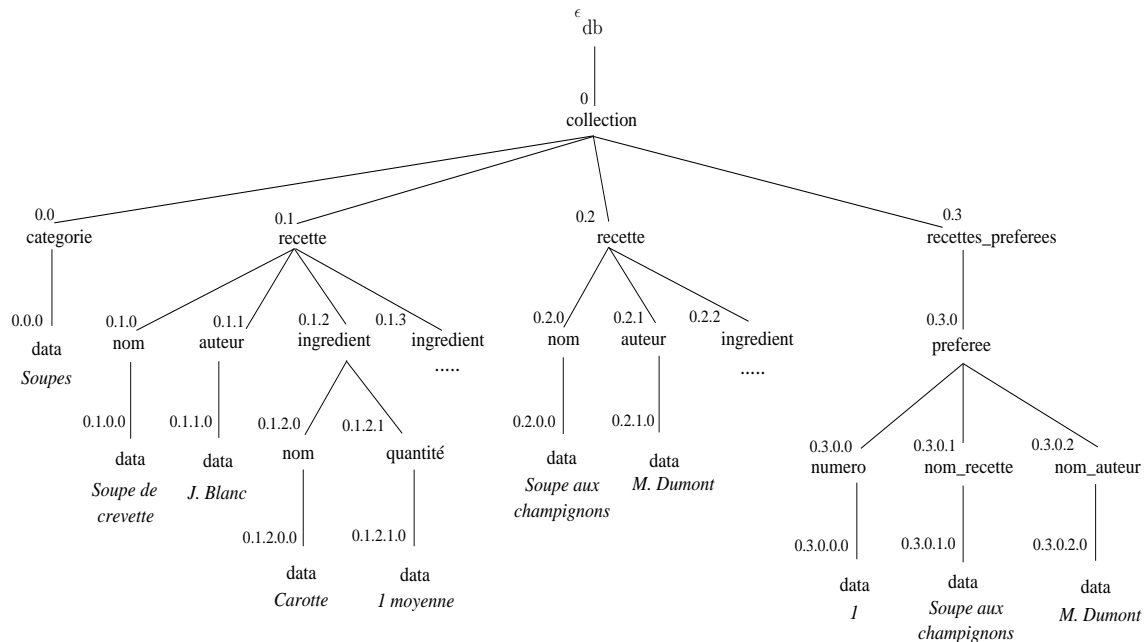 ϵ
db
0
collection
0.0 0.1 0.2 0.3
categorie recette recette recettes_preferees
0.0.0 0.1.0 0.1.1 0.1.2 0.1.3 0.2.0 0.2.1 0.2.2 0.3.0
data nom auteur ingredient ingredient nom auteur ingredient preferee
Soupes ..... .....
0.1.0.0 0.1.1.0 0.1.2.0 0.1.2.1 0.2.0.0 0.2.1.0 0.3.0.0 0.3.0.1 0.3.0.2
data data nom quantité data data numero nom_recette nom_auteur
Soupe de J. Blanc Soupe aux M. Dumont
crevette champignons
0.1.2.0.0 0.1.2.1.0 0.3.0.0.0 0.3.0.1.0 0.3.0.2.0
data data data data data
Carotte 1 moyenne 1 Soupe aux M. Dumont
champignons